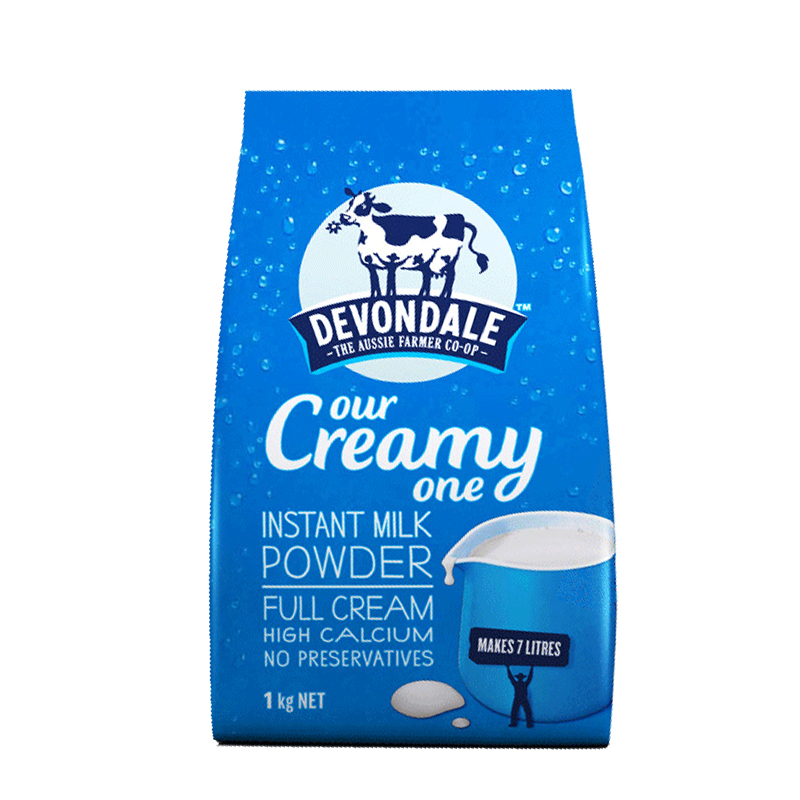 DEVONDALE
™
- THE AUSSIE FARMER CO-OP -
our
Creamy
one
INSTANT MILK
POWDER
FULL CREAM
HIGH CALCIUM
NO PRESERVATIVES
1 kg NET
MAKES 7 LITRES